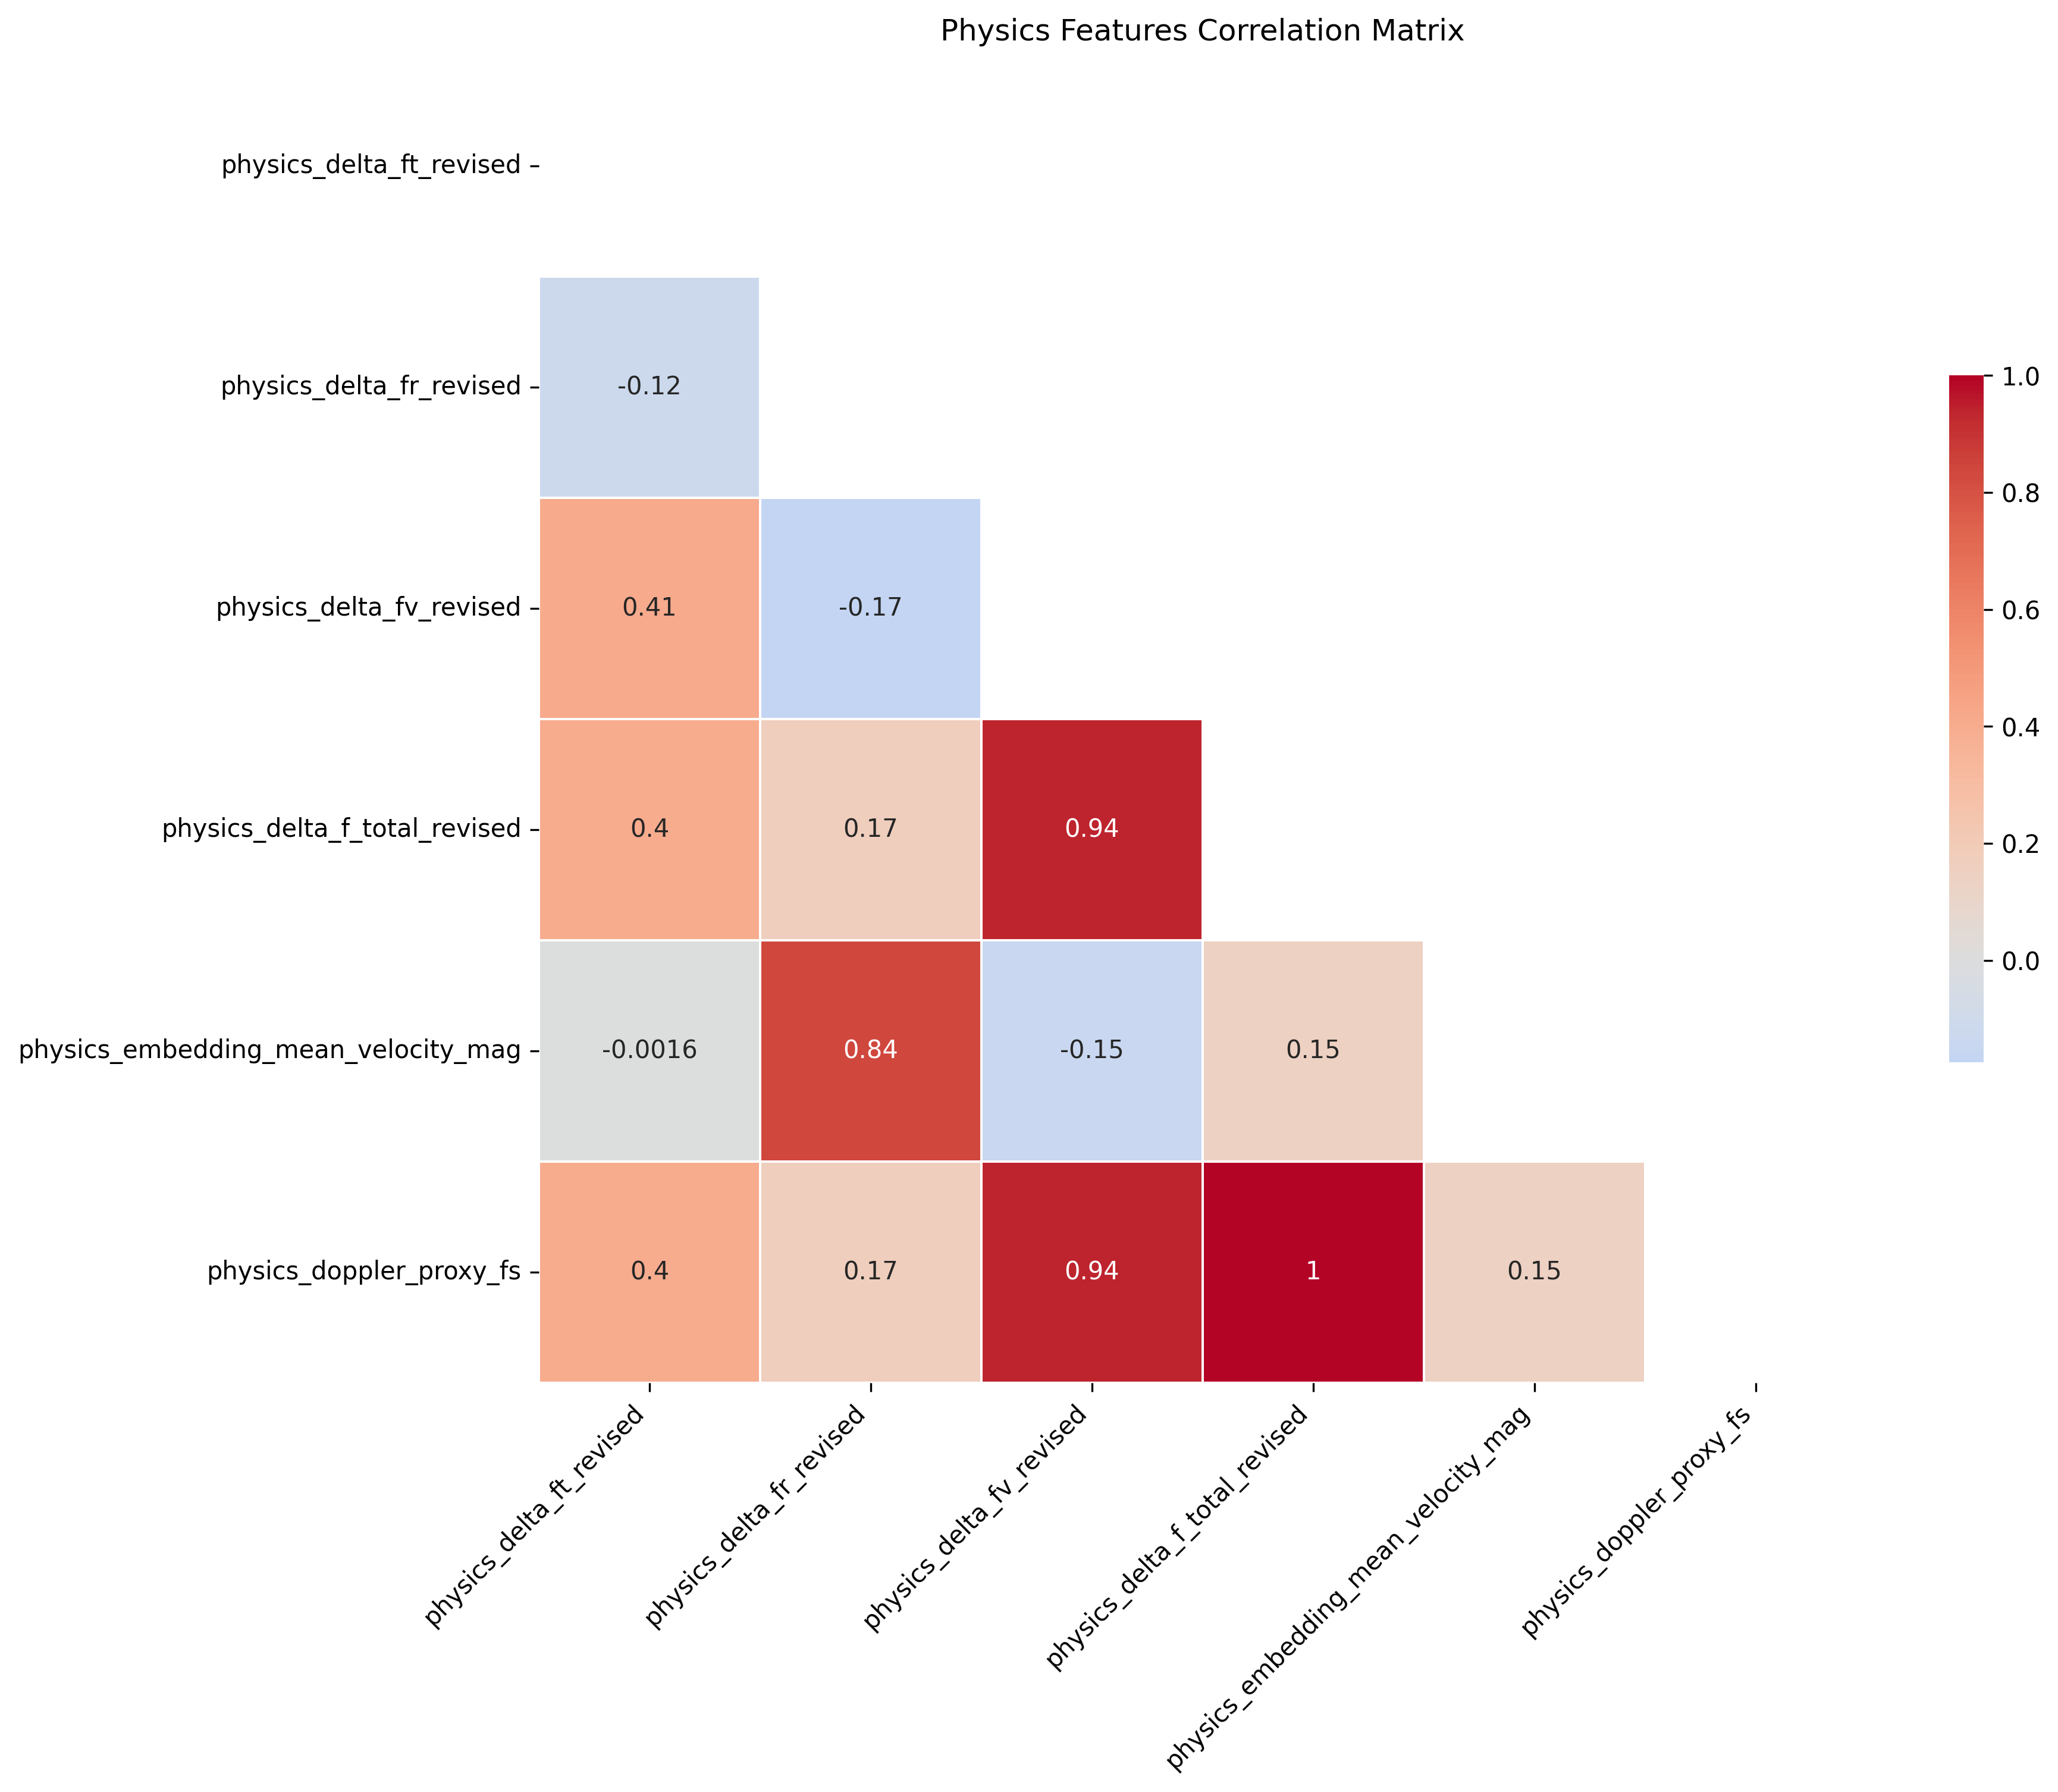 Physics Features Correlation Matrix
physics_delta_ft_revised
physics_delta_fr_revised
-0.12
physics_delta_fv_revised
0.41
-0.17
physics_delta_f_total_revised
0.4
0.17
0.94
physics_embedding_mean_velocity_mag
-0.0016
0.84
-0.15
0.15
physics_doppler_proxy_fs
0.4
0.17
0.94
1
0.15
physics_delta_ft_revised
physics_delta_fr_revised
physics_delta_fv_revised
physics_delta_f_total_revised
physics_embedding_mean_velocity_mag
physics_doppler_proxy_fs
1.0
0.8
0.6
0.4
0.2
0.0